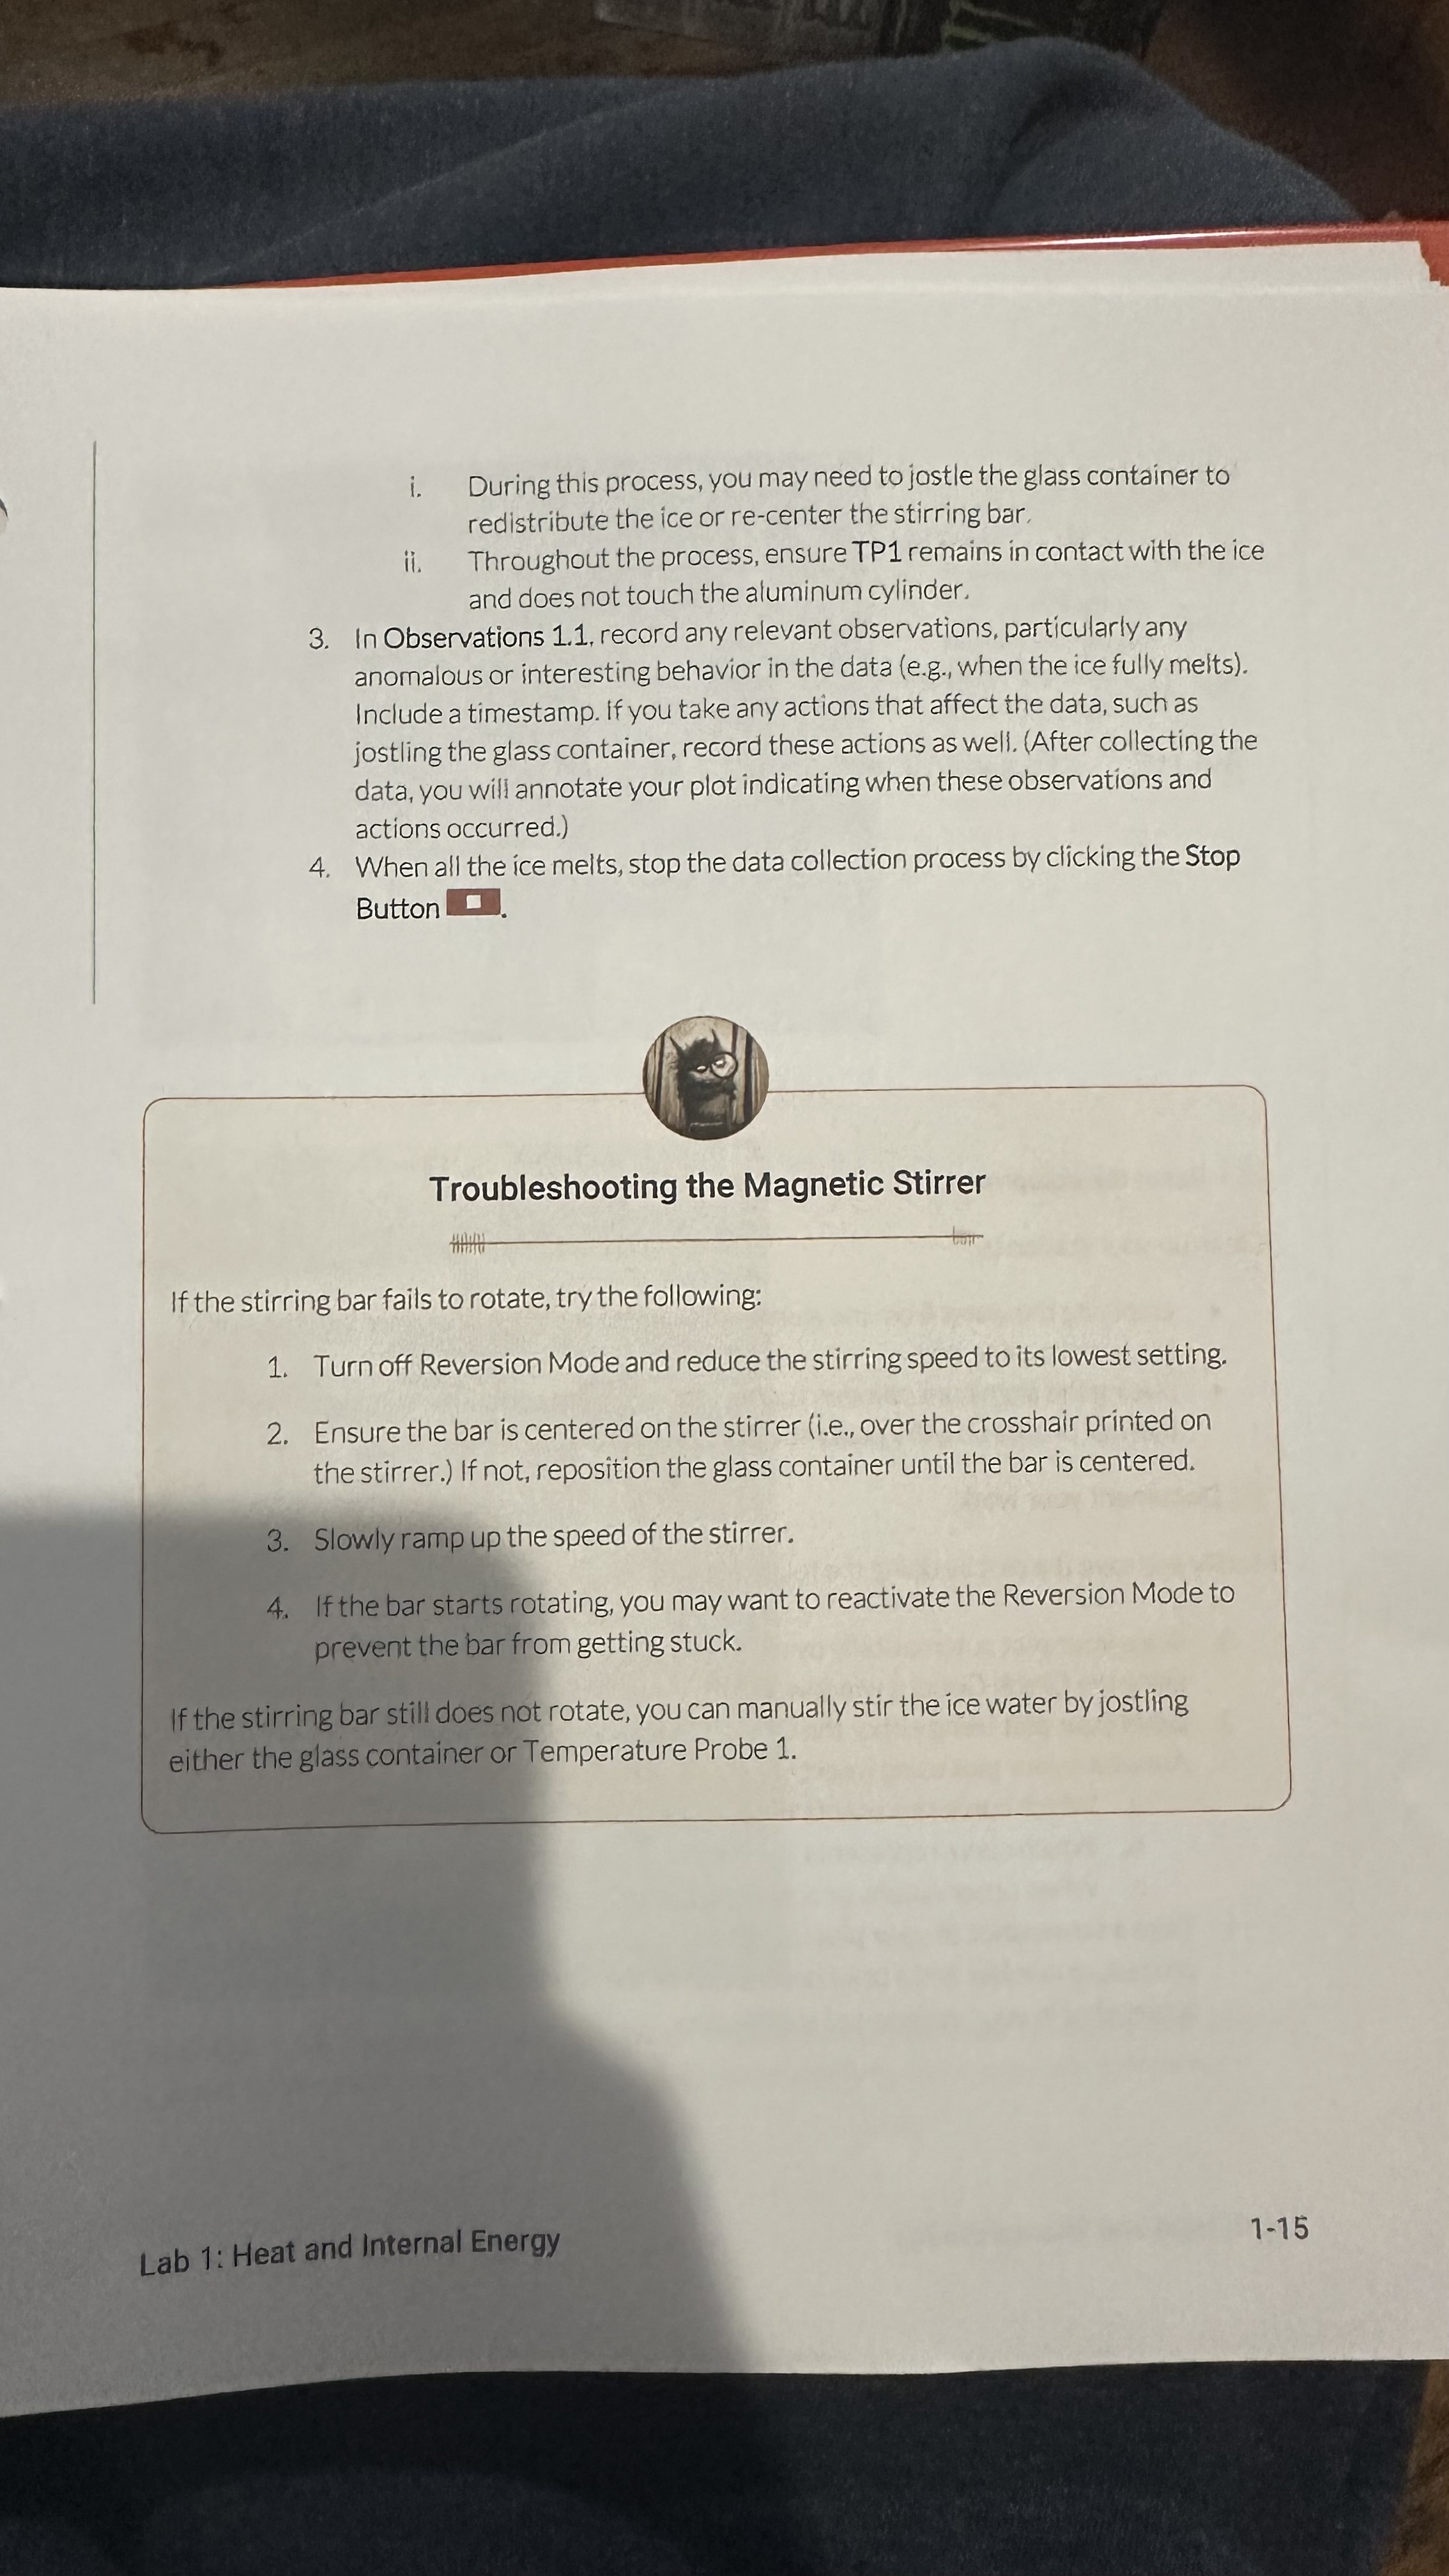 i. During this process, you may need to jostle the glass container to
redistribute the ice or re-center the stirring bar.
ii. Throughout the process, ensure TP1 remains in contact with the ice
and does not touch the aluminum cylinder.
3. In Observations 1.1, record any relevant observations, particularly any
anomalous or interesting behavior in the data (e.g., when the ice fully melts).
Include a timestamp. If you take any actions that affect the data, such as
jostling the glass container, record these actions as well. (After collecting the
data, you will annotate your plot indicating when these observations and
actions occurred.)
4. When all the ice melts, stop the data collection process by clicking the Stop
Button .
Troubleshooting the Magnetic Stirrer
If the stirring bar fails to rotate, try the following:
1. Turn off Reversion Mode and reduce the stirring speed to its lowest setting.
2. Ensure the bar is centered on the stirrer (i.e., over the crosshair printed on
the stirrer.) If not, reposition the glass container until the bar is centered.
3. Slowly ramp up the speed of the stirrer.
4. If the bar starts rotating, you may want to reactivate the Reversion Mode to
prevent the bar from getting stuck.
If the stirring bar still does not rotate, you can manually stir the ice water by jostling
either the glass container or Temperature Probe 1.
Lab 1: Heat and Internal Energy
1-15